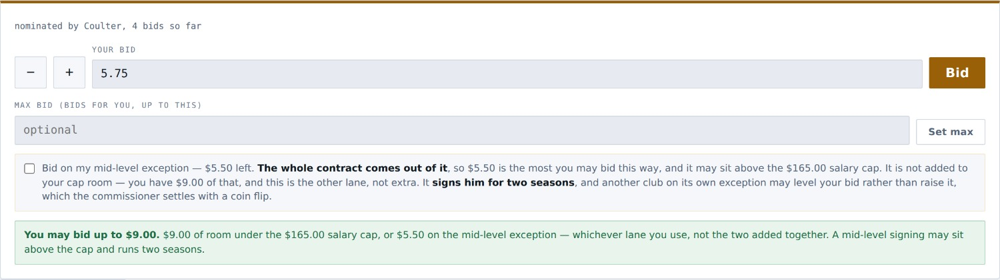 nominated by Coulter, 4 bids so far
YOUR BID
− + 5.75 Bid
MAX BID (BIDS FOR YOU, UP TO THIS)
optional Set max
Bid on my mid-level exception — $5.50 left. The whole contract comes out of it, so $5.50 is the most you may bid this way, and it may sit above the $165.00 salary cap. It is not added to
your cap room — you have $9.00 of that, and this is the other lane, not extra. It signs him for two seasons, and another club on its own exception may level your bid rather than raise it,
which the commissioner settles with a coin flip.
You may bid up to $9.00. $9.00 of room under the $165.00 salary cap, or $5.50 on the mid-level exception — whichever lane you use, not the two added together. A mid-level signing may sit
above the cap and runs two seasons.